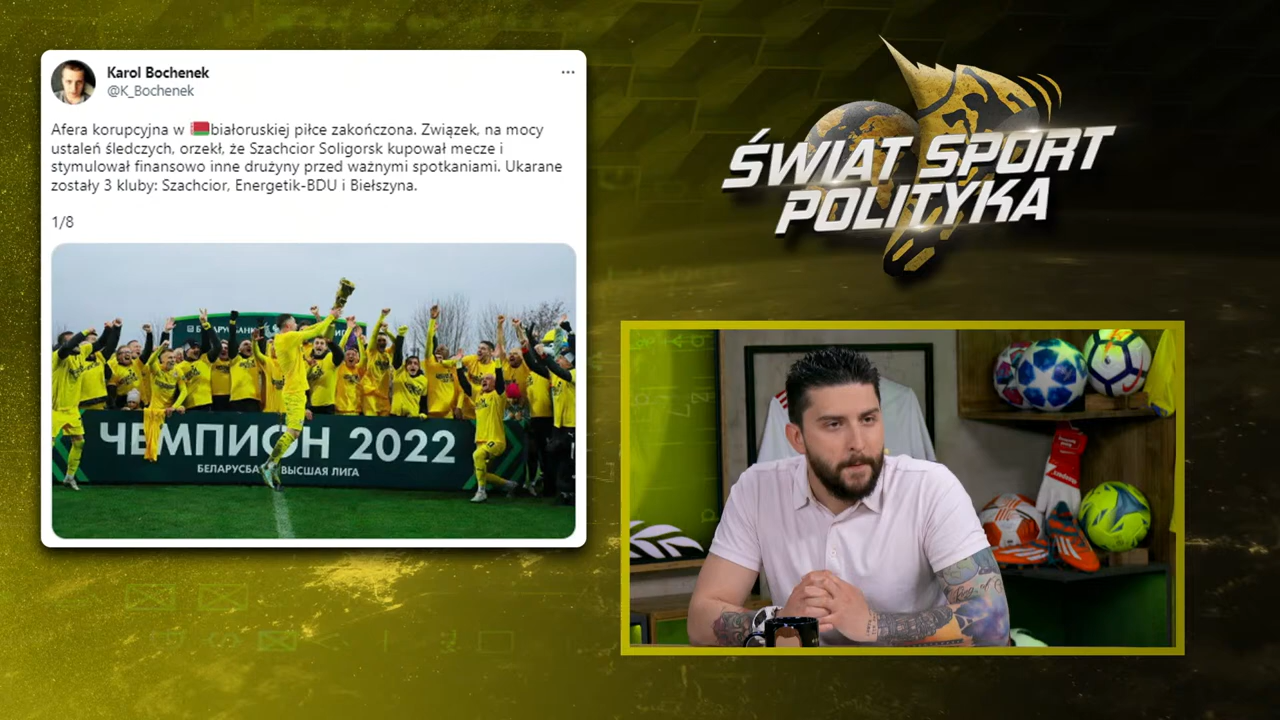 Karol Bochenek
@K_Bochenek
Afera korupcyjna w białoruskiej piłce zakończona. Związek, na mocy
ustaleń śledczych, orzekł, że Szachcior Soligorsk kupował mecze i
stymulował finansowo inne drużyny przed ważnymi spotkaniami. Ukarane
zostały 3 kluby: Szachcior, Energetik-BDU i Biełszyna.
1/8
ЧЕМПИОН 2022
ВЫСШАЯ ЛИГА
ŚWIAT SPORT
POLITYKA